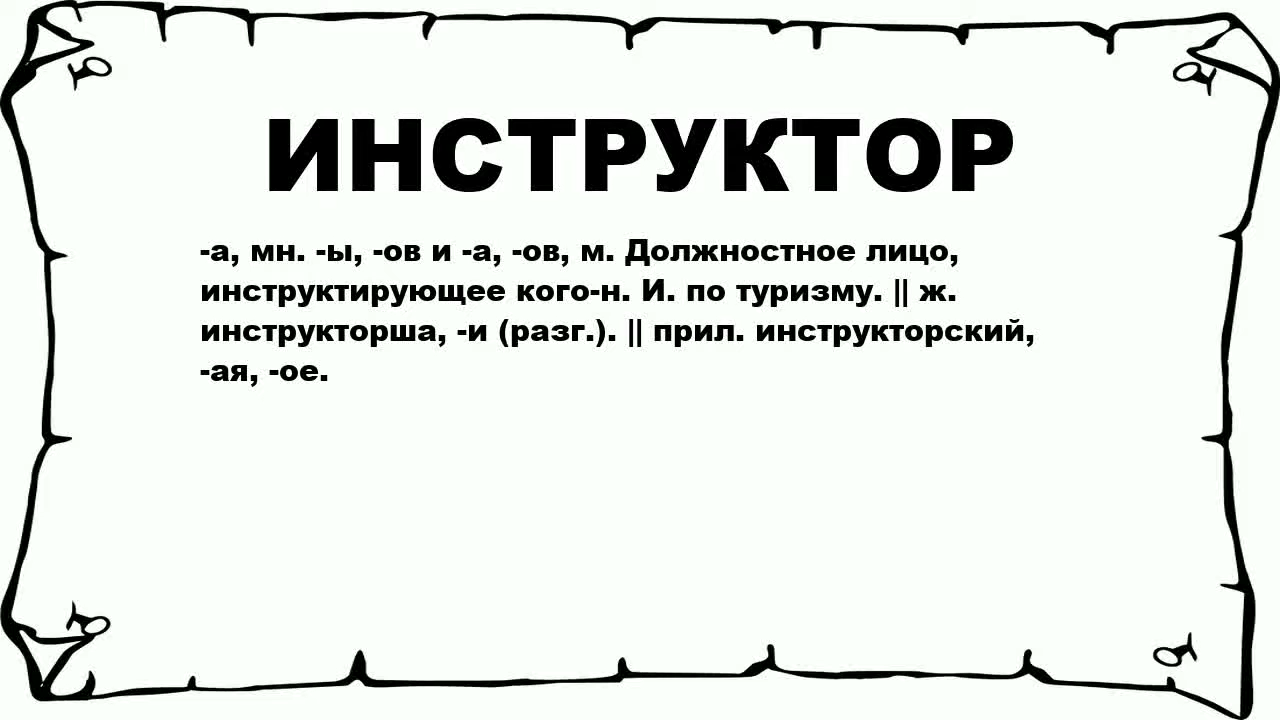 ИНСТРУКТОР
-а, мн. -ы, -ов и -а, -ов, м. Должностное лицо,
инструктирующее кого-н. И. по туризму. || ж.
инструкторша, -и (разг.). || прил. инструкторский,
-ая, -ое.